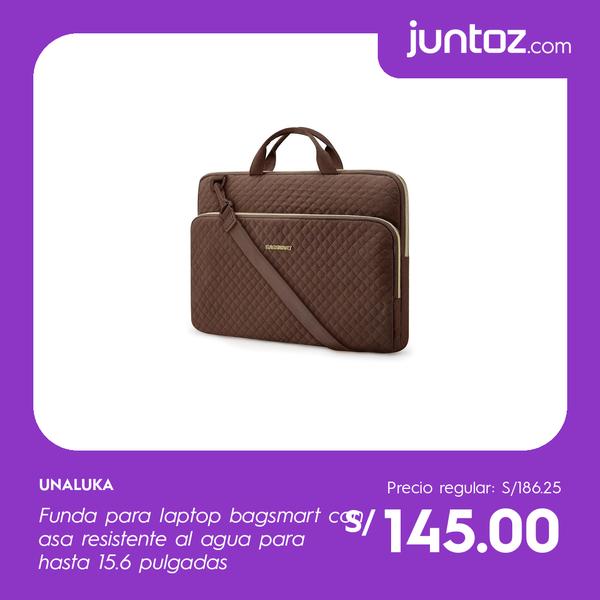 juntoz.com
BAGSMART
UNALUKA
Precio regular: S/186.25
Funda para laptop bagsmart con
asa resistente al agua para
hasta 15.6 pulgadas
S/145.00